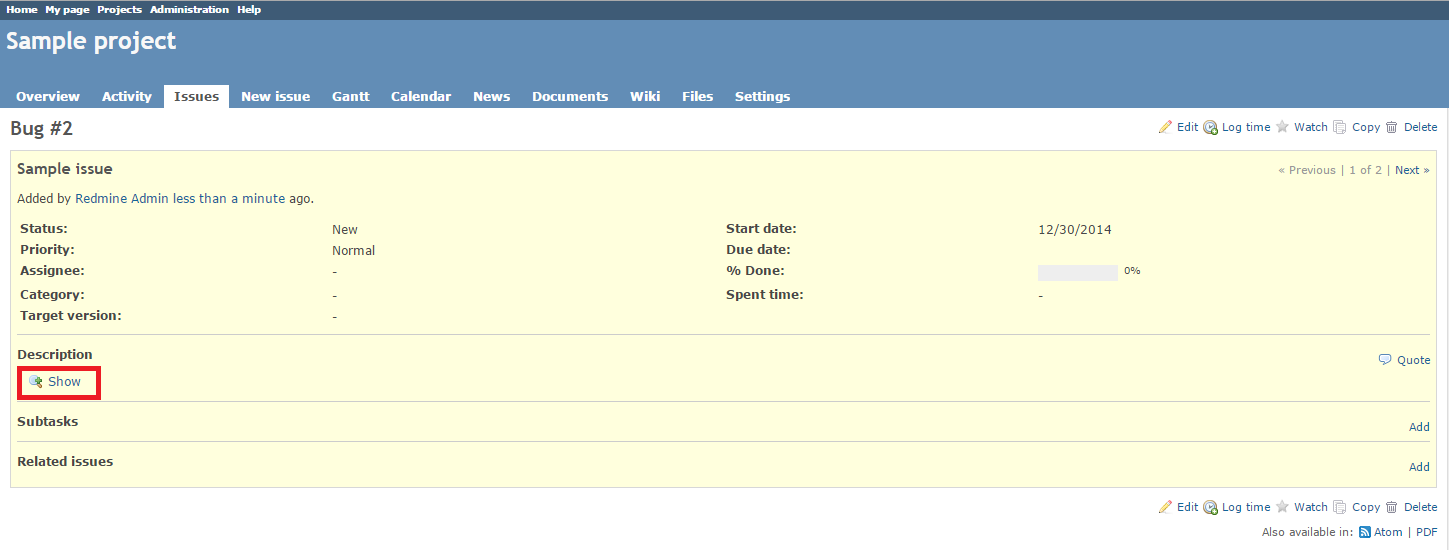 Home My page Projects Administration Help
Sample project
Overview Activity Issues New issue Gantt Calendar News Documents Wiki Files Settings
Bug #2 Edit Log time Watch Copy Delete
Sample issue « Previous | 1 of 2 | Next »
Added by Redmine Admin less than a minute ago.
Status: New Start date: 12/30/2014
Priority: Normal Due date:
Assignee: - % Done: 0%
Category: - Spent time: -
Target version: -
Description Quote
Show
Subtasks Add
Related issues Add
Edit Log time Watch Copy Delete
Also available in: Atom | PDF